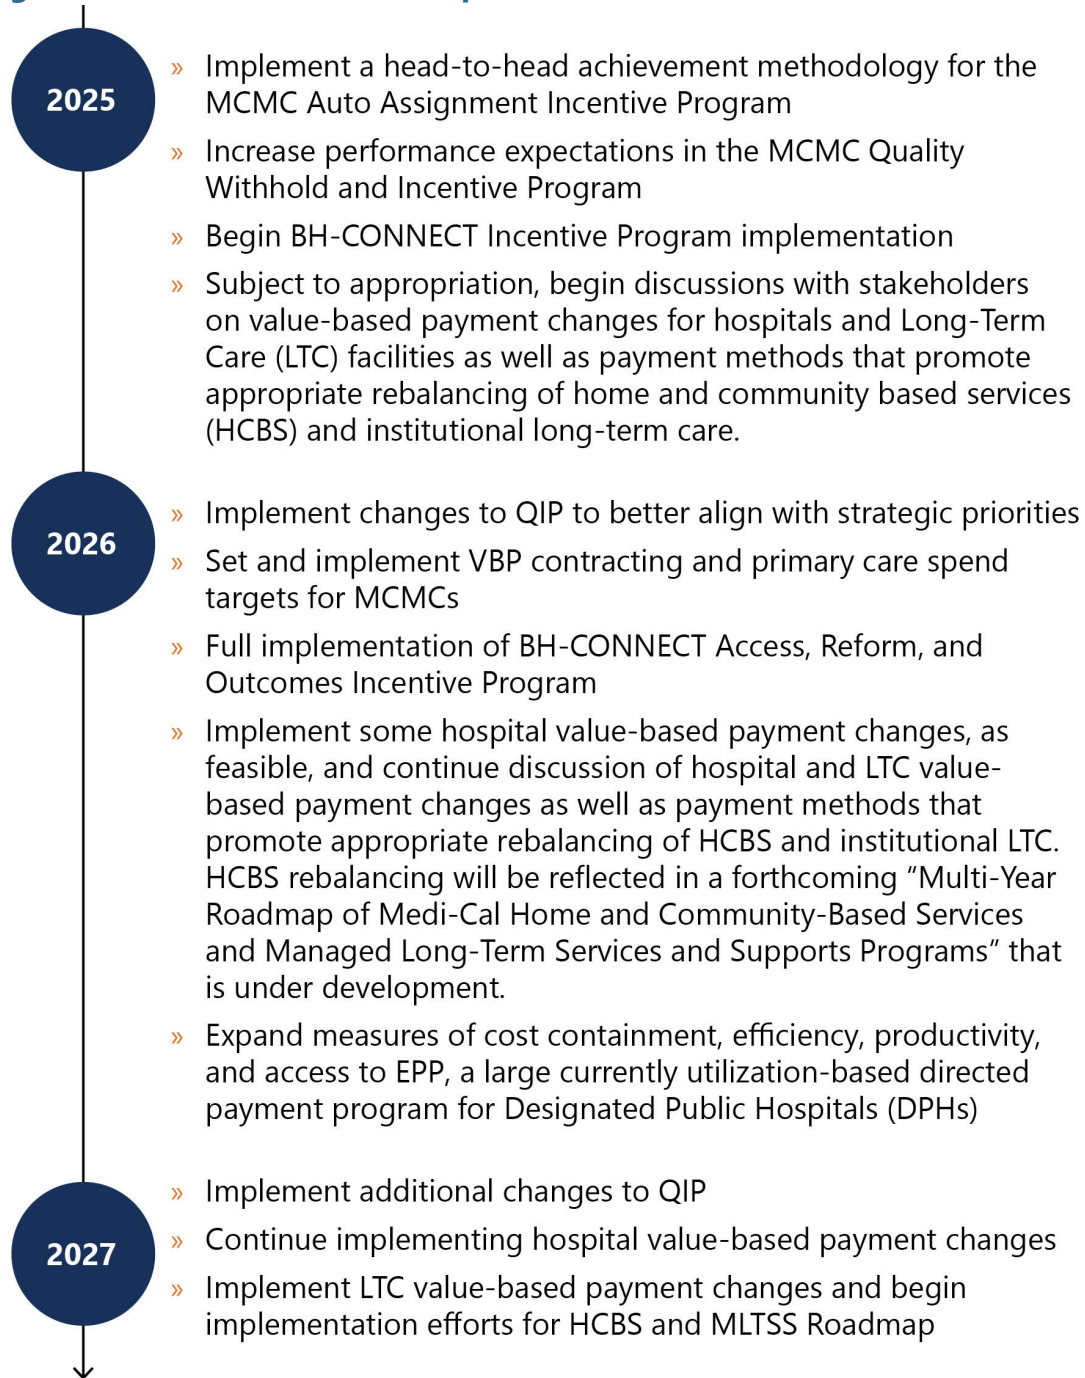 2025
» Implement a head-to-head achievement methodology for the
MCMC Auto Assignment Incentive Program
» Increase performance expectations in the MCMC Quality
Withhold and Incentive Program
» Begin BH-CONNECT Incentive Program implementation
» Subject to appropriation, begin discussions with stakeholders
on value-based payment changes for hospitals and Long-Term
Care (LTC) facilities as well as payment methods that promote
appropriate rebalancing of home and community based services
(HCBS) and institutional long-term care.
2026
» Implement changes to QIP to better align with strategic priorities
» Set and implement VBP contracting and primary care spend
targets for MCMCs
» Full implementation of BH-CONNECT Access, Reform, and
Outcomes Incentive Program
» Implement some hospital value-based payment changes, as
feasible, and continue discussion of hospital and LTC value-
based payment changes as well as payment methods that
promote appropriate rebalancing of HCBS and institutional LTC.
HCBS rebalancing will be reflected in a forthcoming “Multi-Year
Roadmap of Medi-Cal Home and Community-Based Services
and Managed Long-Term Services and Supports Programs” that
is under development.
» Expand measures of cost containment, efficiency, productivity,
and access to EPP, a large currently utilization-based directed
payment program for Designated Public Hospitals (DPHs)
2027
» Implement additional changes to QIP
» Continue implementing hospital value-based payment changes
» Implement LTC value-based payment changes and begin
implementation efforts for HCBS and MLTSS Roadmap